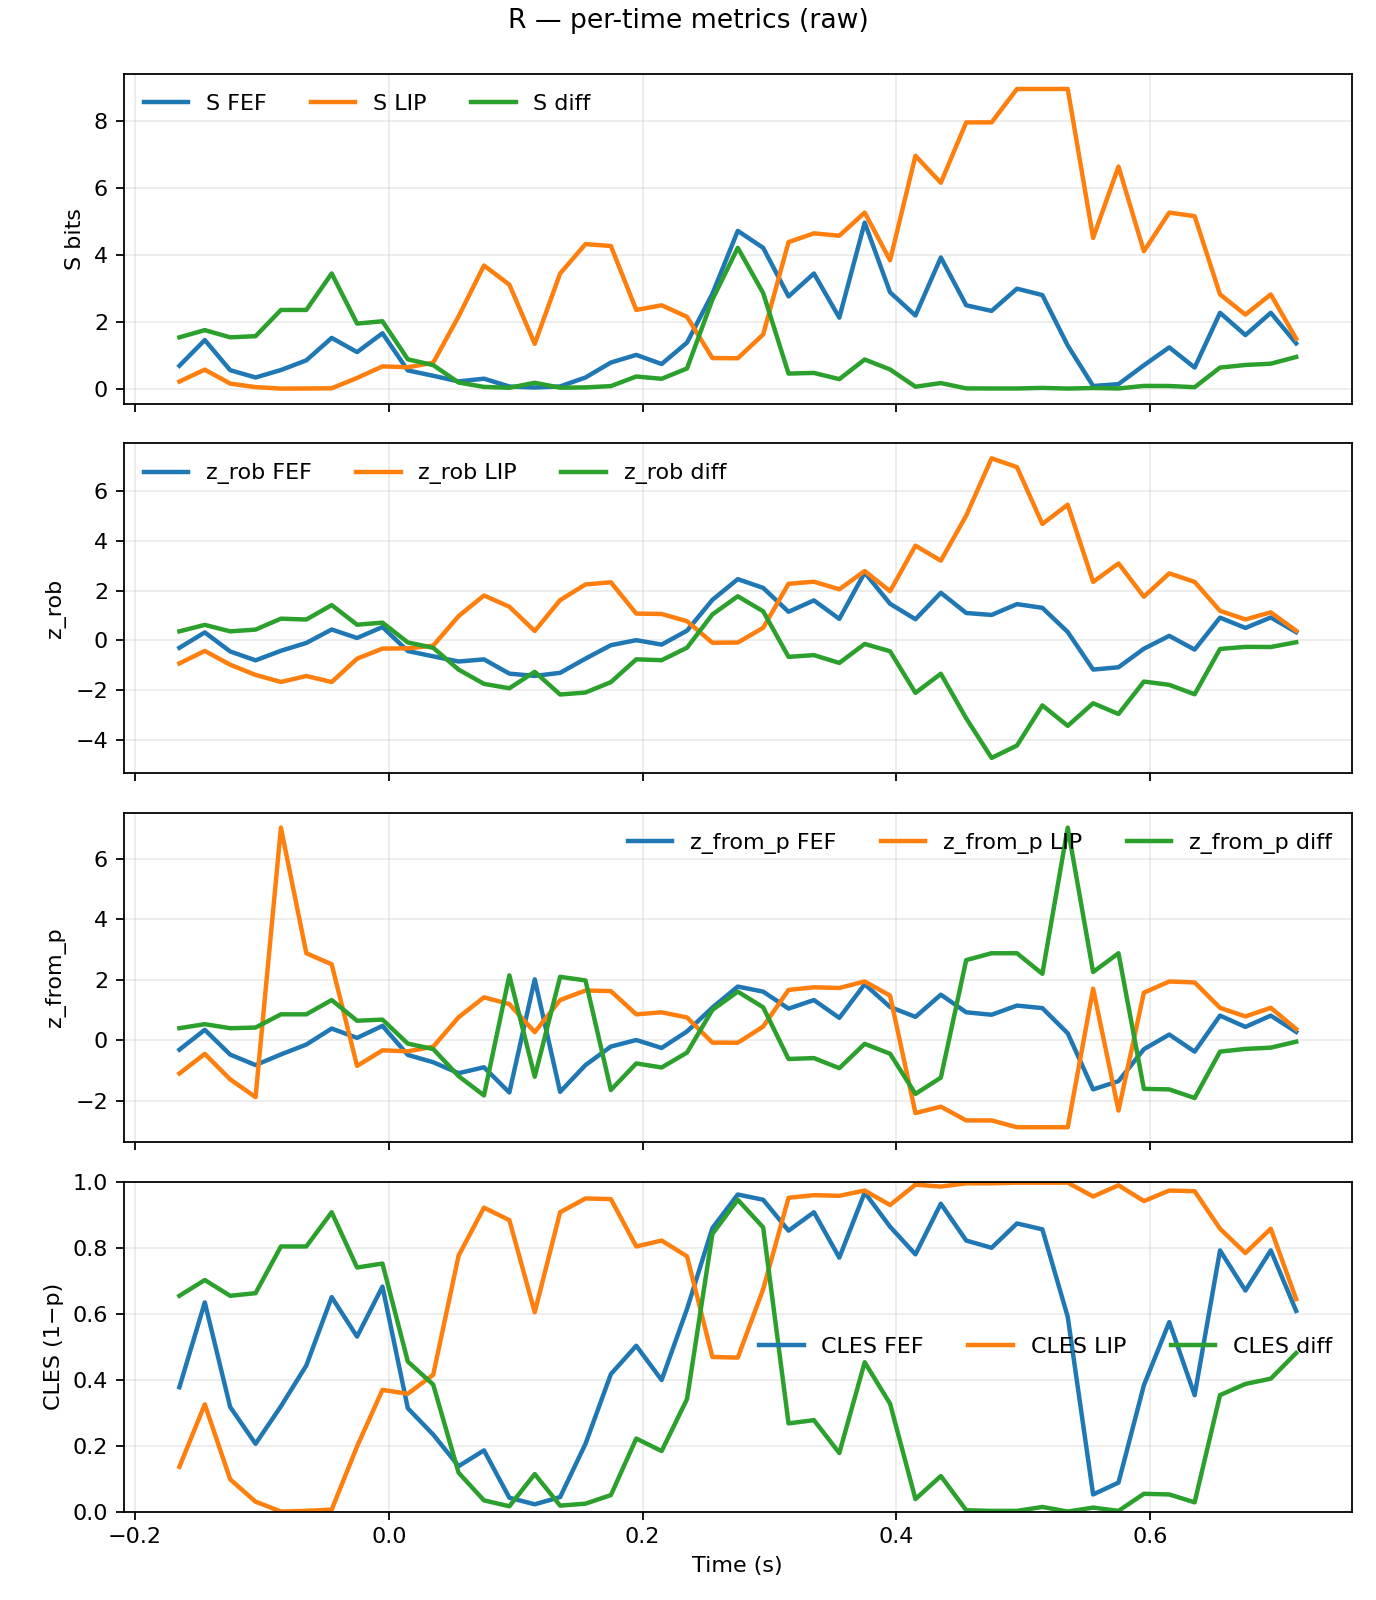 R — per-time metrics (raw)
S FEF S LIP S diff
8
6
4
2
0
S bits
z_rob FEF z_rob LIP z_rob diff
6
4
2
0
−2
−4
z_rob
z_from_p FEF z_from_p LIP z_from_p diff
6
4
2
0
−2
z_from_p
1.0
0.8
0.6
0.4
0.2
0.0
CLES (1−p)
CLES FEF CLES LIP CLES diff
−0.2 0.0 0.2 0.4 0.6
Time (s)